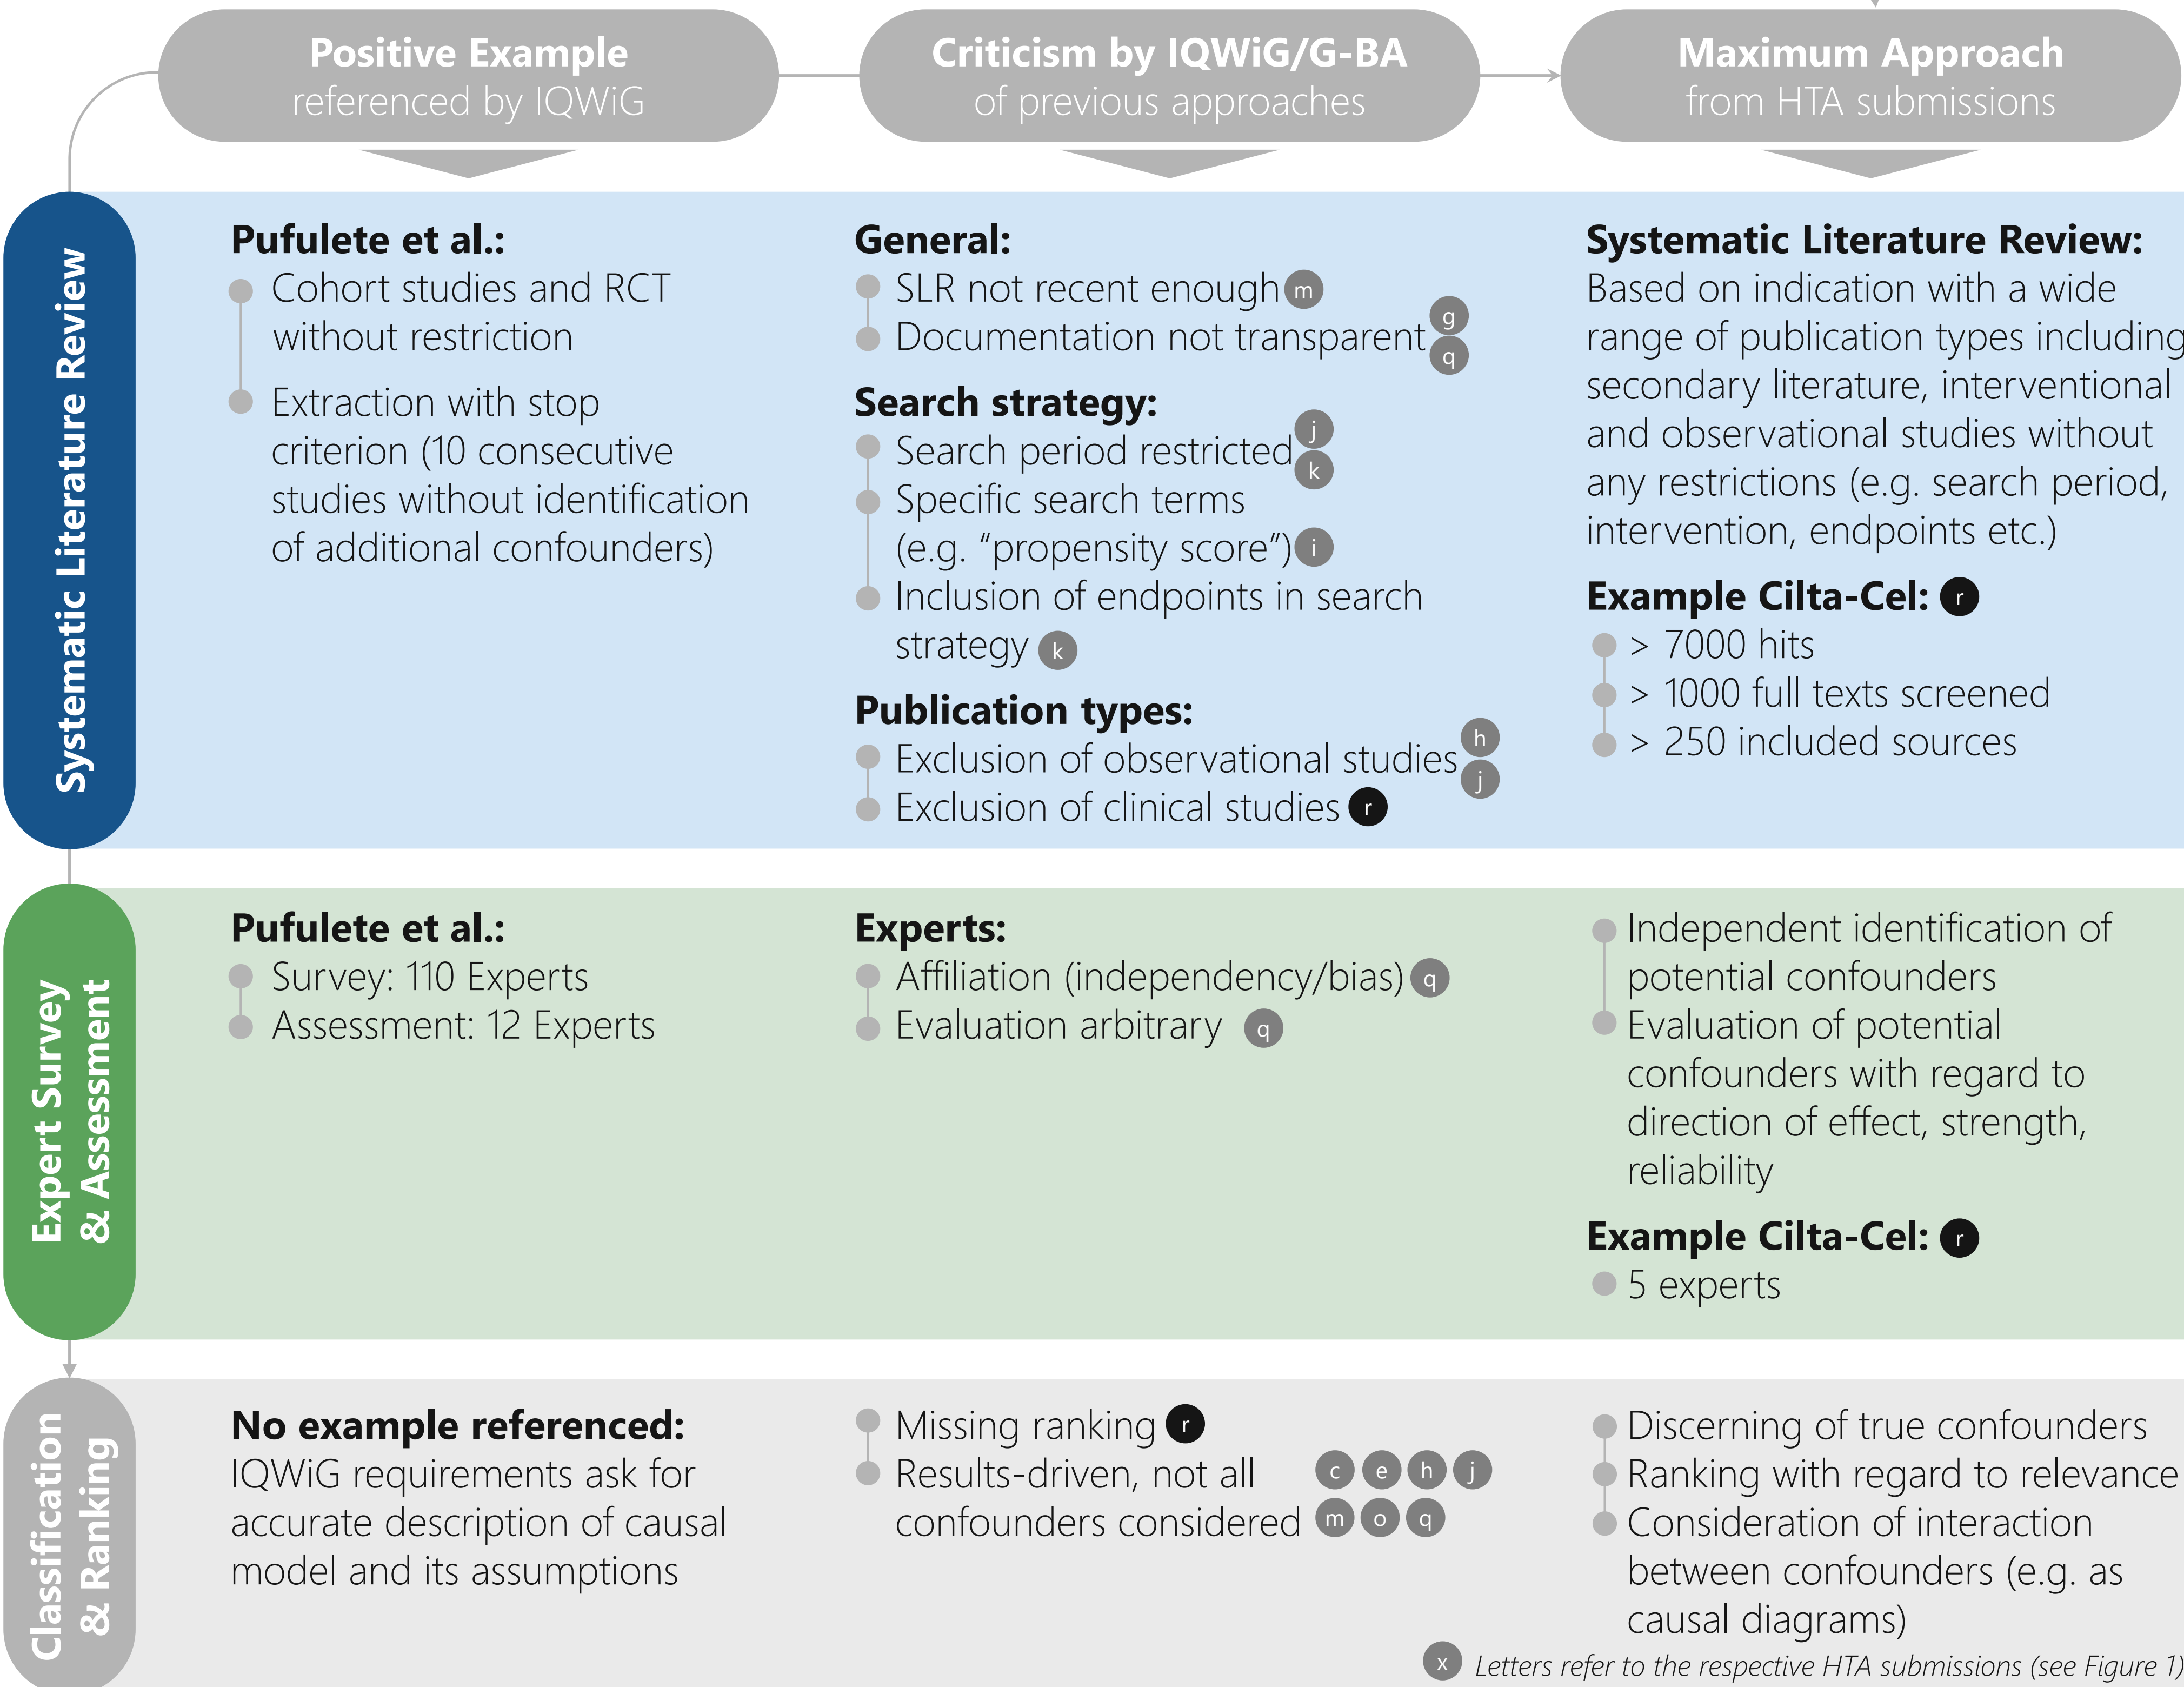 Positive Example
referenced by IQWiG
Criticism by IQWiG/G-BA
of previous approaches
Maximum Approach
from HTA submissions
Systematic Literature Review
Pufulete et al.:
Cohort studies and RCT
without restriction
Extraction with stop
criterion (10 consecutive
studies without identification
of additional confounders)
General:
SLR not recent enough m
Documentation not transparent g q
Search strategy:
Search period restricted j k
Specific search terms
(e.g. “propensity score”) i
Inclusion of endpoints in search
strategy k
Publication types:
Exclusion of observational studies h j
Exclusion of clinical studies r
Systematic Literature Review:
Based on indication with a wide
range of publication types including
secondary literature, interventional
and observational studies without
any restrictions (e.g. search period,
intervention, endpoints etc.)
Example Cilta-Cel: r
> 7000 hits
> 1000 full texts screened
> 250 included sources
Expert Survey
& Assessment
Pufulete et al.:
Survey: 110 Experts
Assessment: 12 Experts
Experts:
Affiliation (independency/bias) q
Evaluation arbitrary q
Independent identification of
potential confounders
Evaluation of potential
confounders with regard to
direction of effect, strength,
reliability
Example Cilta-Cel: r
5 experts
Classification
& Ranking
No example referenced:
IQWiG requirements ask for
accurate description of causal
model and its assumptions
Missing ranking r
Results-driven, not all c e h j
confounders considered m o q
Discerning of true confounders
Ranking with regard to relevance
Consideration of interaction
between confounders (e.g. as
causal diagrams)
x Letters refer to the respective HTA submissions (see Figure 1)